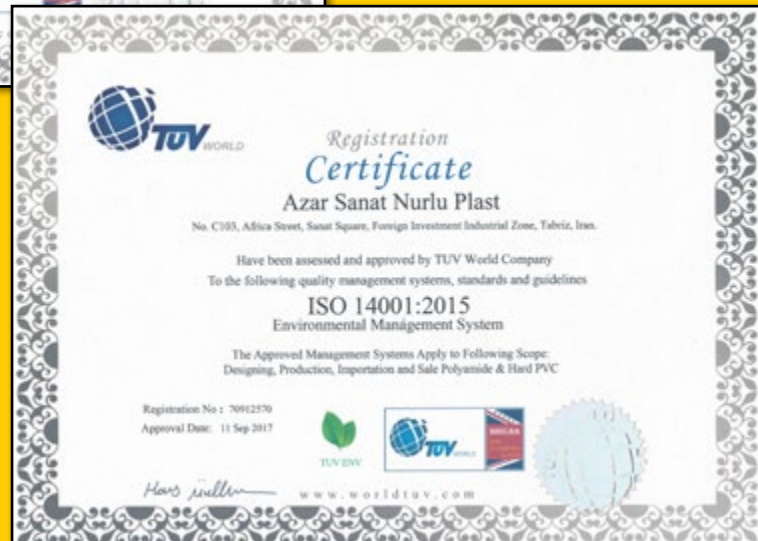 TUV WORLD
Registration
Certificate
Azar Sanat Nurlu Plast
No. C103, Africa Street, Sanat Square, Foreign Investment Industrial Zone, Tabriz, Iran.
Have been assessed and approved by TUV World Company
To the following quality management systems, standards and guidelines
ISO 14001:2015
Environmental Management System
The Approved Management Systems Apply to Following Scope:
Designing, Production, Importation and Sale Polyamide & Hard PVC
Registration No : 70912570
Approval Date: 11 Sep 2017
TUV ENV
TUV WORLD
www.worldtuv.com